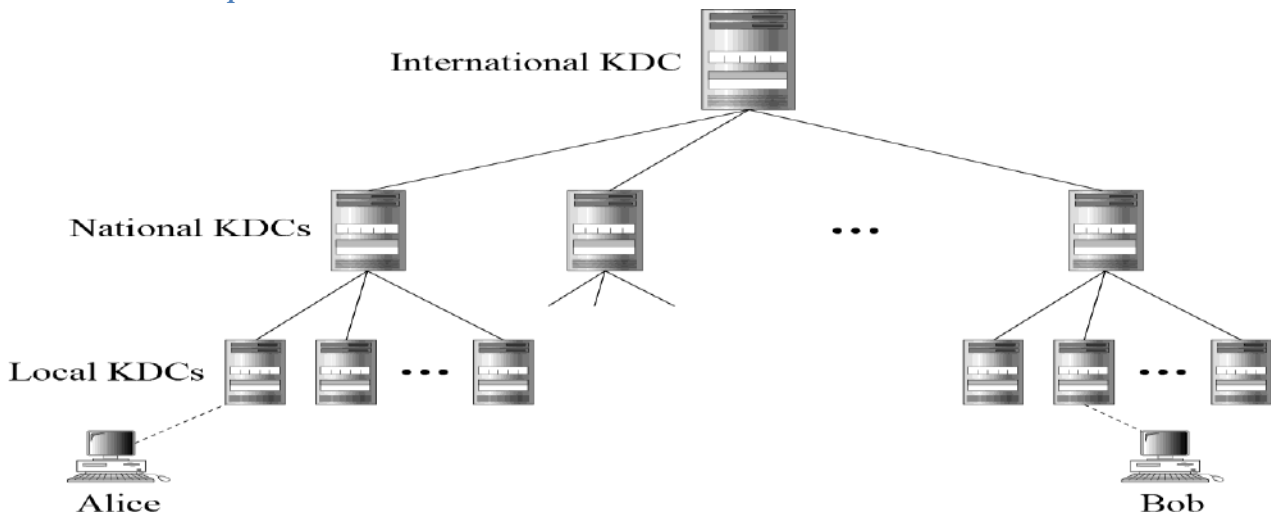 International KDC
National KDCs
Local KDCs
Alice
Bob